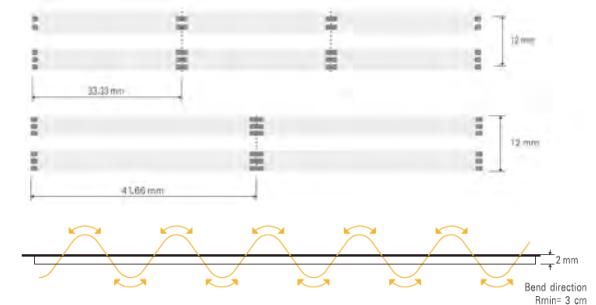 12 mm
33.33 mm
12 mm
41.66 mm
2 mm
Bend direction
Rmin= 3 cm